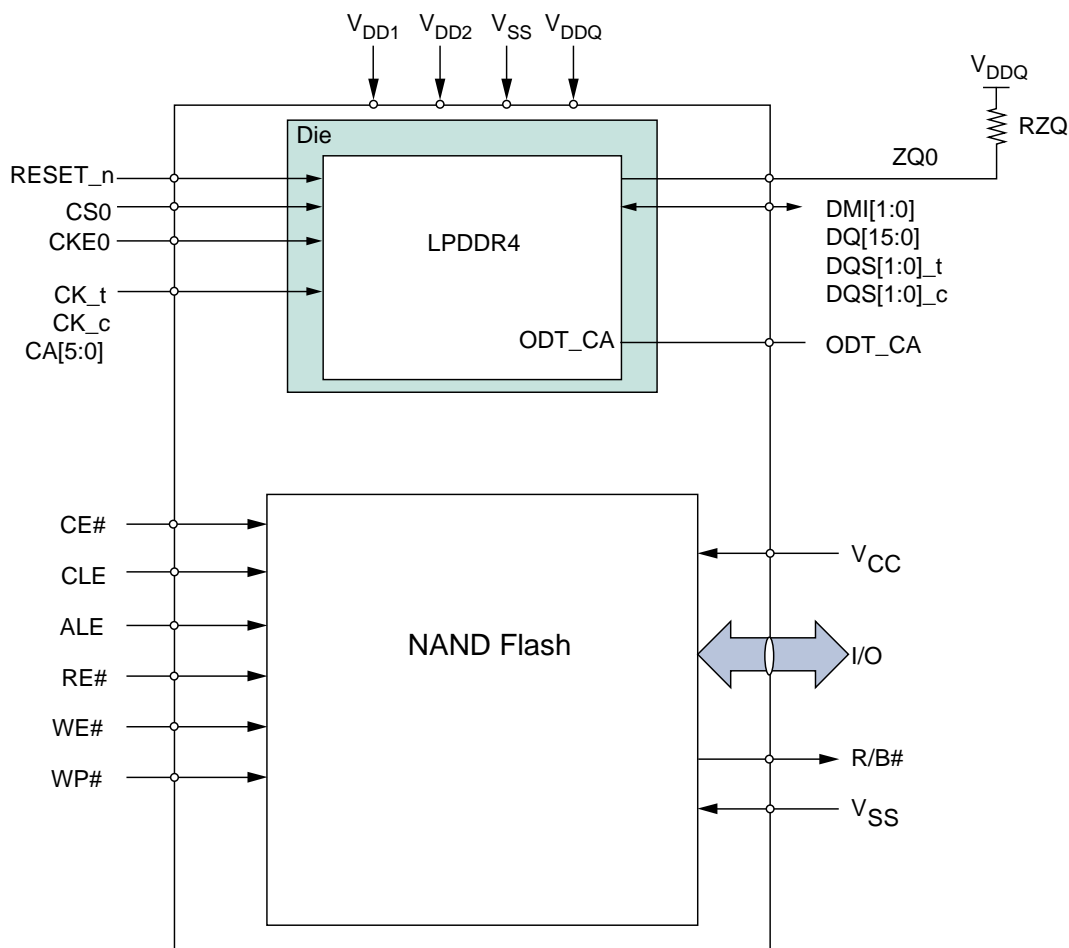 VDD1 VDD2 VSS VDDQ
VDDQ
RZQ
Die
ZQ0
RESET_n
CS0
CKE0
CK_t
CK_c
CA[5:0]
LPDDR4
ODT_CA
DMI[1:0]
DQ[15:0]
DQS[1:0]_t
DQS[1:0]_c
ODT_CA
CE#
CLE
ALE
RE#
WE#
WP#
NAND Flash
VCC
I/O
R/B#
VSS